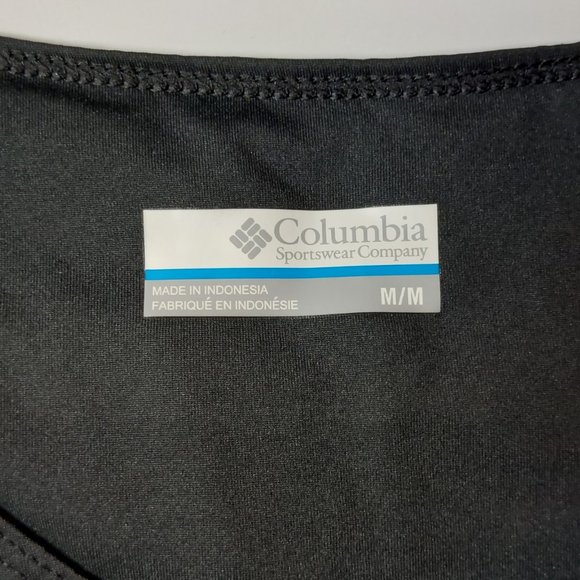 Columbia
Sportswear Company
MADE IN INDONESIA
FABRIQUÉ EN INDONÉSIE
M/M